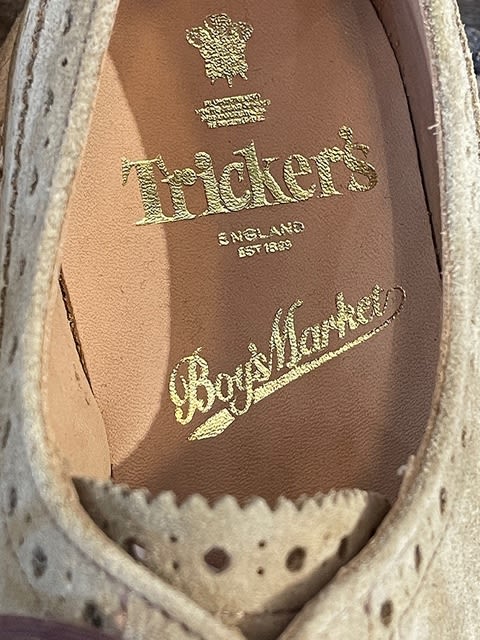 Tricker's
ENGLAND
EST 1829
Boy's Market